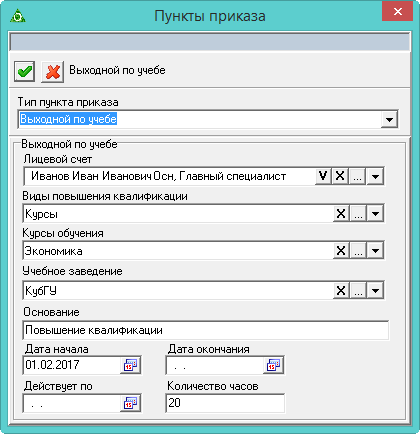 Пункты приказа
Выходной по учебе
Тип пункта приказа
Выходной по учебе
Выходной по учебе
Лицевой счет
Иванов Иван Иванович Осн, Главный специалист V X ...
Виды повышения квалификации
Курсы X ...
Курсы обучения
Экономика X ...
Учебное заведение
КубГУ X ...
Основание
Повышение квалификации
Дата начала Дата окончания
01.02.2017 . .
Действует по Количество часов
. . 20